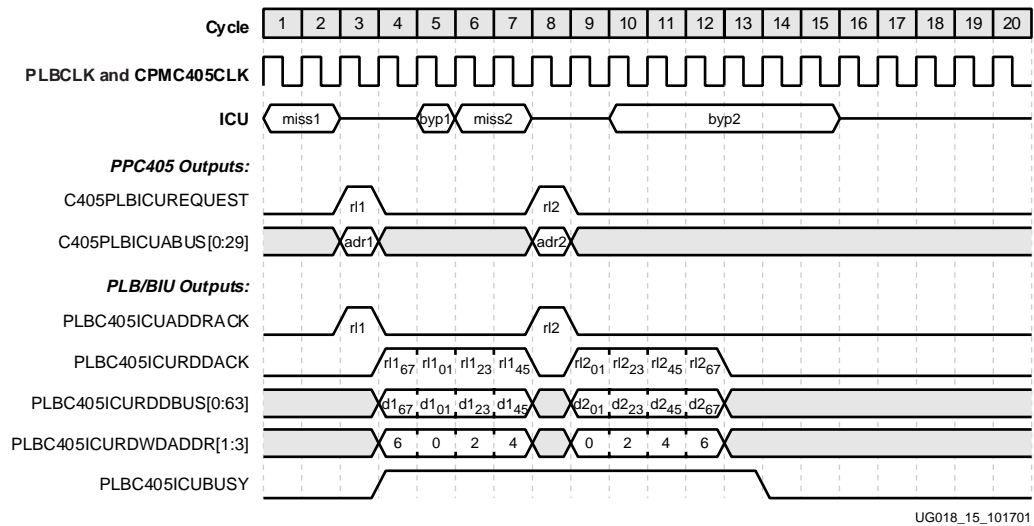 Cycle 1 2 3 4 5 6 7 8 9 10 11 12 13 14 15 16 17 18 19 20
PLBCLK and CPMC405CLK
ICU miss1 byp1 miss2 byp2
PPC405 Outputs:
C405PLBICUREQUEST rl1 rl2
C405PLBICUABUS[0:29] adr1 adr2
PLB/BIU Outputs:
PLBC405ICUADDRACK rl1 rl2
PLBC405ICURDDACK rl1₆₇ rl1₀₁ rl1₂₃ rl1₄₅ rl2₀₁ rl2₂₃ rl2₄₅ rl2₆₇
PLBC405ICURDDBUS[0:63] d1₆₇ d1₀₁ d1₂₃ d1₄₅ d2₀₁ d2₂₃ d2₄₅ d2₆₇
PLBC405ICURDWDADDR[1:3] 6 0 2 4 0 2 4 6
PLBC405ICUBUSY
UG018_15_101701